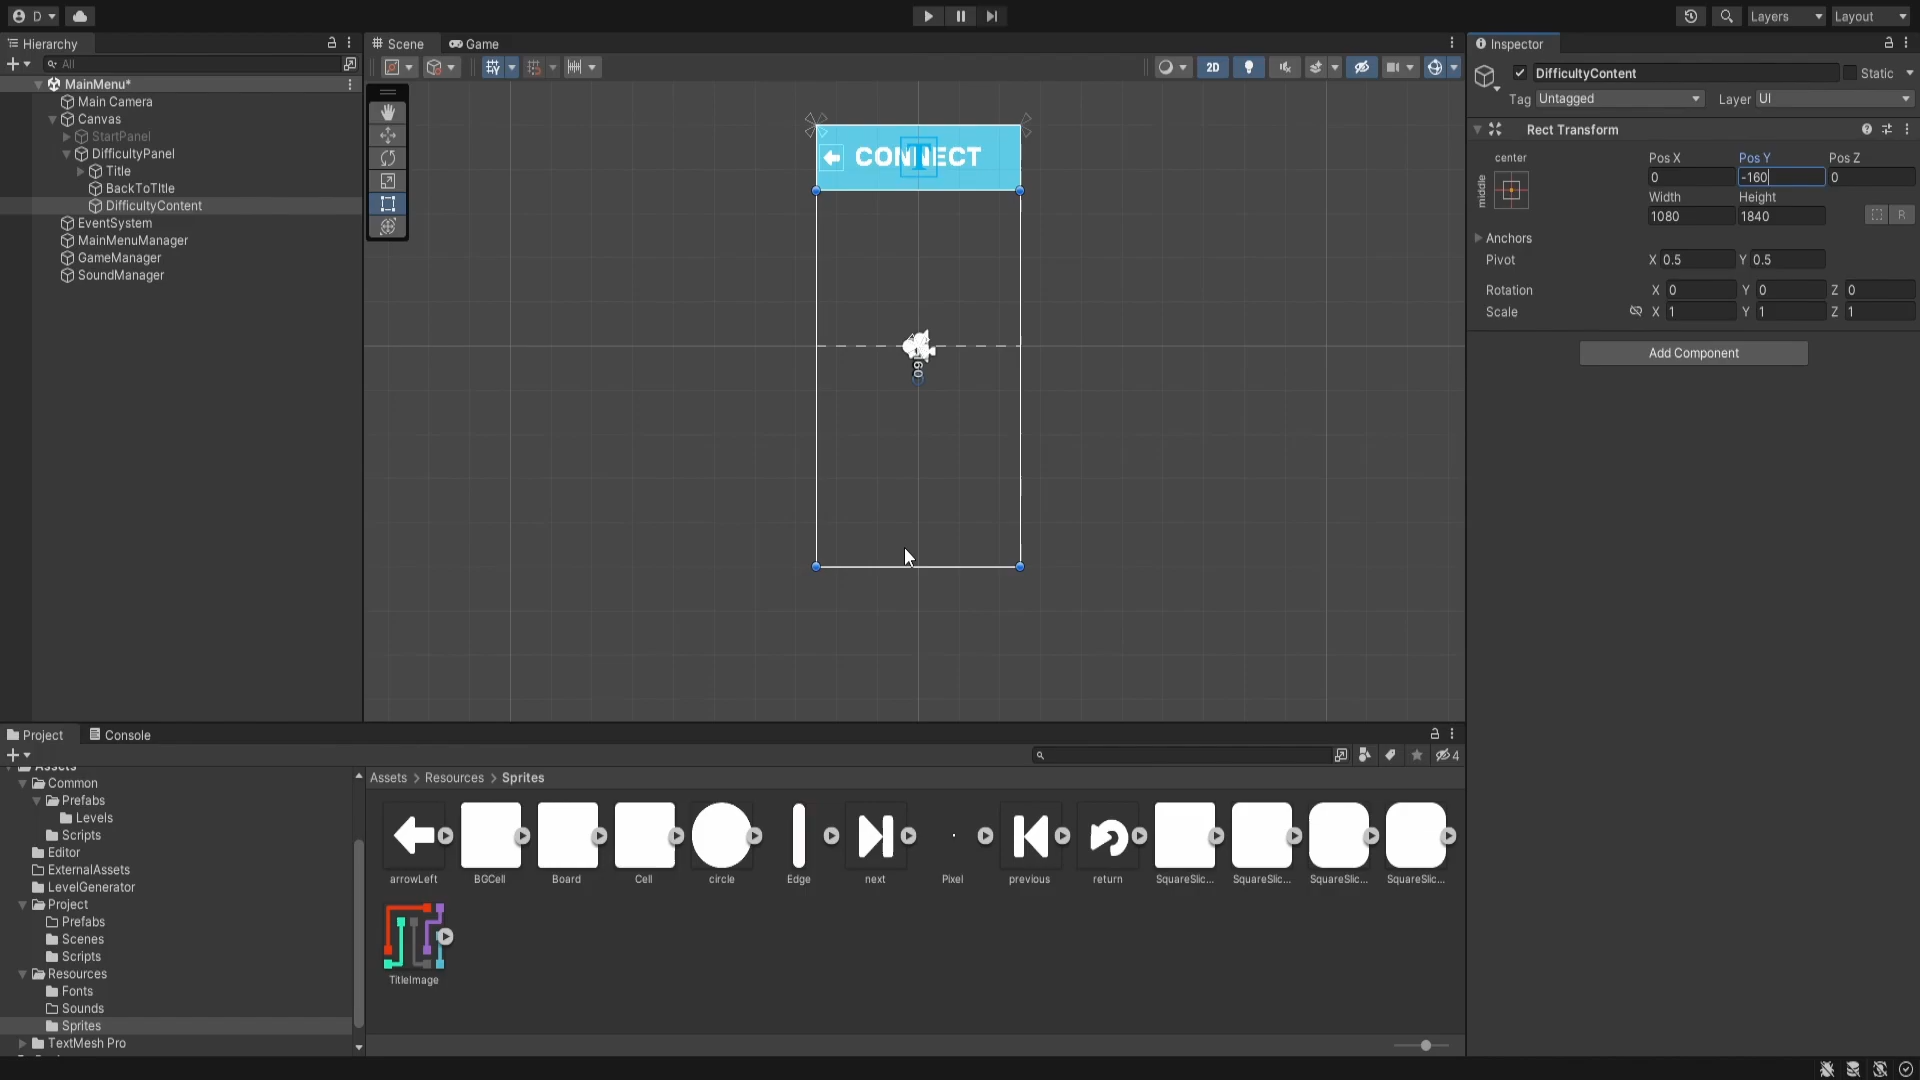 D
Layers
Layout
Hierarchy
Scene
Game
Inspector
All
2D
DifficultyContent
Static
MainMenu*
Main Camera
Canvas
StartPanel
DifficultyPanel
Title
BackToTItle
DifficultyContent
EventSystem
MainMenuManager
GameManager
SoundManager
Tag Untagged
Layer UI
Rect Transform
center
middle
Pos X
Pos Y
Pos Z
0
-160
0
Width
Height
1080
1840
R
Anchors
Pivot
X 0.5
Y 0.5
Rotation
X 0
Y 0
Z 0
Scale
X 1
Y 1
Z 1
Add Component
CONNECT
T
Project
Console
4
Assets
Common
Prefabs
Levels
Scripts
Editor
ExternalAssets
LevelGenerator
Project
Prefabs
Scenes
Scripts
Resources
Fonts
Sounds
Sprites
TextMesh Pro
Assets > Resources > Sprites
arrowLeft
BGCell
Board
Cell
circle
Edge
next
Pixel
previous
return
SquareSlic...
SquareSlic...
SquareSlic...
SquareSlic...
TitleImage